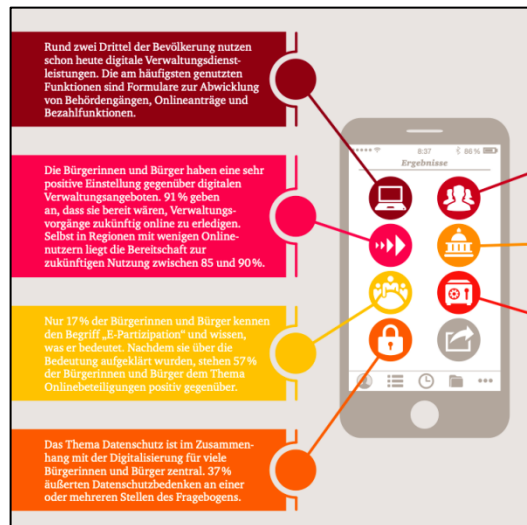 Rund zwei Drittel der Bevölkerung nutzen
schon heute digitale Verwaltungsdienst-
leistungen. Die am häufigsten genutzten
Funktionen sind Formulare zur Abwicklung
von Behördengängen, Onlineanträge und
Bezahlfunktionen.
Die Bürgerinnen und Bürger haben eine sehr
positive Einstellung gegenüber digitalen
Verwaltungsangeboten. 91 % geben
an, dass sie bereit wären, Verwaltungs-
vorgänge zukünftig online zu erledigen.
Selbst in Regionen mit wenigen Online-
nutzern liegt die Bereitschaft zur
zukünftigen Nutzung zwischen 85 und 90 %.
Nur 17 % der Bürgerinnen und Bürger kennen
den Begriff „E-Partizipation“ und wissen,
was er bedeutet. Nachdem sie über die
Bedeutung aufgeklärt wurden, stehen 57 %
der Bürgerinnen und Bürger dem Thema
Onlinebeteiligungen positiv gegenüber.
Das Thema Datenschutz ist im Zusammen-
hang mit der Digitalisierung für viele
Bürgerinnen und Bürger zentral. 37 %
äußerten Datenschutzbedenken an einer
oder mehreren Stellen des Fragebogens.
8:37 86 %
Ergebnisse